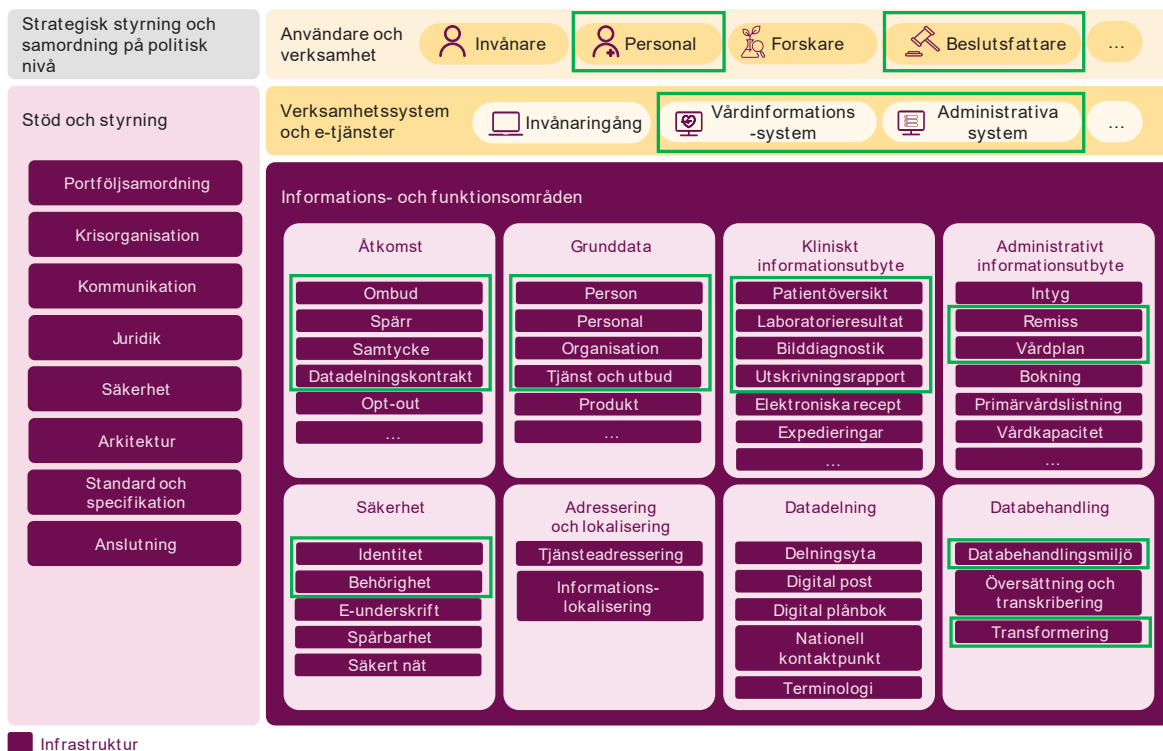 Strategisk styrning och
samordning på politisk
nivå
Användare och
verksamhet
Invånare
Personal
Forskare
Beslutsfattare
...
Stöd och styrning
Portföljsamordning
Krisorganisation
Kommunikation
Juridik
Säkerhet
Arkitektur
Standard och
specifikation
Anslutning
Verksamhetssystem
och e-tjänster
Invånaringång
Vårdinformations
-system
Administrativa
system
...
Informations- och funktionsområden
Åtkomst
Ombud
Spärr
Samtycke
Datadelningskontrakt
Opt-out
...
Grunddata
Person
Personal
Organisation
Tjänst och utbud
Produkt
...
Kliniskt
informationsutbyte
Patientöversikt
Laboratorieresultat
Bilddiagnostik
Utskrivningsrapport
Elektroniska recept
Expedieringar
...
Administrativt
informationsutbyte
Intyg
Remiss
Vårdplan
Bokning
Primärvårdslistning
Vårdkapacitet
...
Säkerhet
Identitet
Behörighet
E-underskrift
Spårbarhet
Säkert nät
Adressering
och lokalisering
Tjänsteadressering
Informations-
lokalisering
Datadelning
Delningsyta
Digital post
Digital plånbok
Nationell
kontaktpunkt
Terminologi
Databehandling
Databehandlingsmiljö
Översättning och
transkribering
Transformering
Infrastruktur